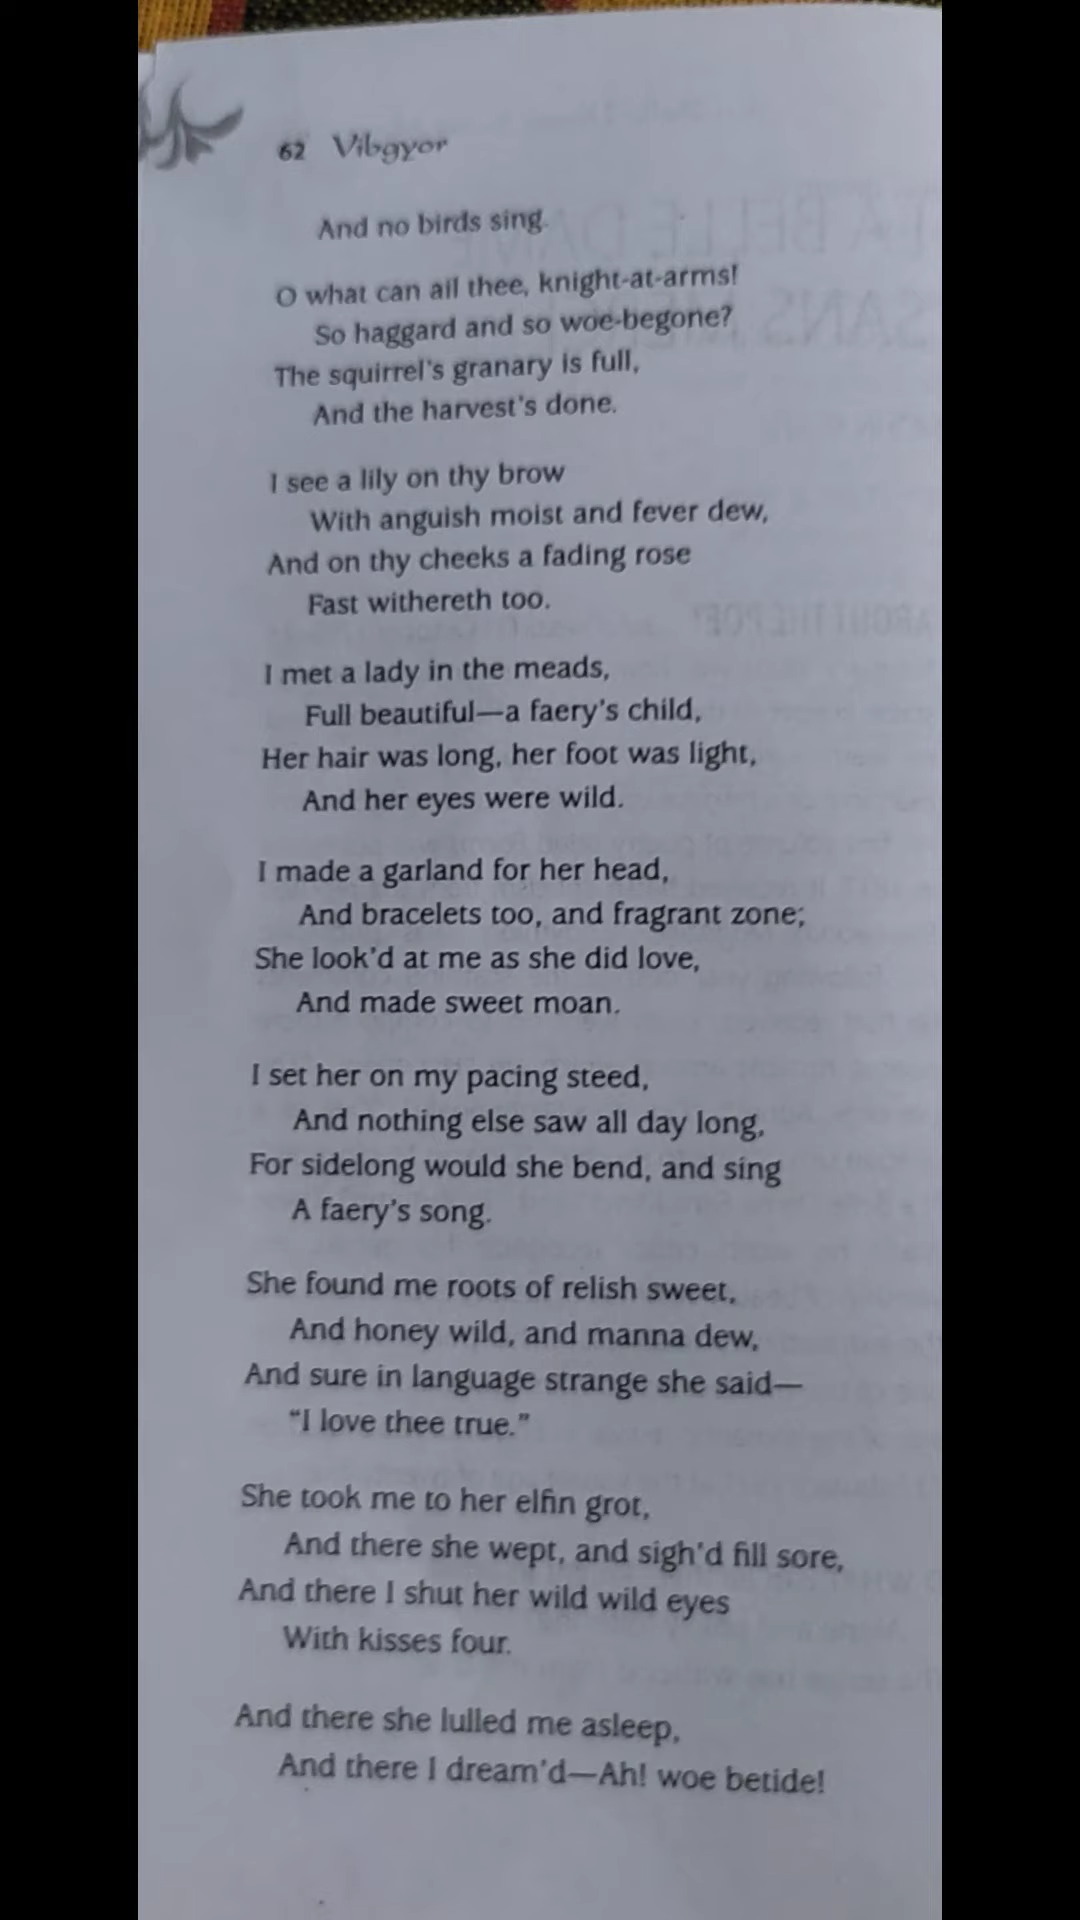 62 Vibgyor
And no birds sing.
O what can ail thee, knight-at-arms!
So haggard and so woe-begone?
The squirrel's granary is full,
And the harvest's done.
I see a lily on thy brow
With anguish moist and fever dew,
And on thy cheeks a fading rose
Fast withereth too.
I met a lady in the meads,
Full beautiful—a faery's child,
Her hair was long, her foot was light,
And her eyes were wild.
I made a garland for her head,
And bracelets too, and fragrant zone;
She look'd at me as she did love,
And made sweet moan.
I set her on my pacing steed,
And nothing else saw all day long,
For sidelong would she bend, and sing
A faery's song.
She found me roots of relish sweet,
And honey wild, and manna dew,
And sure in language strange she said—
"I love thee true."
She took me to her elfin grot,
And there she wept, and sigh'd fill sore,
And there I shut her wild wild eyes
With kisses four.
And there she lulled me asleep,
And there I dream'd—Ah! woe betide!